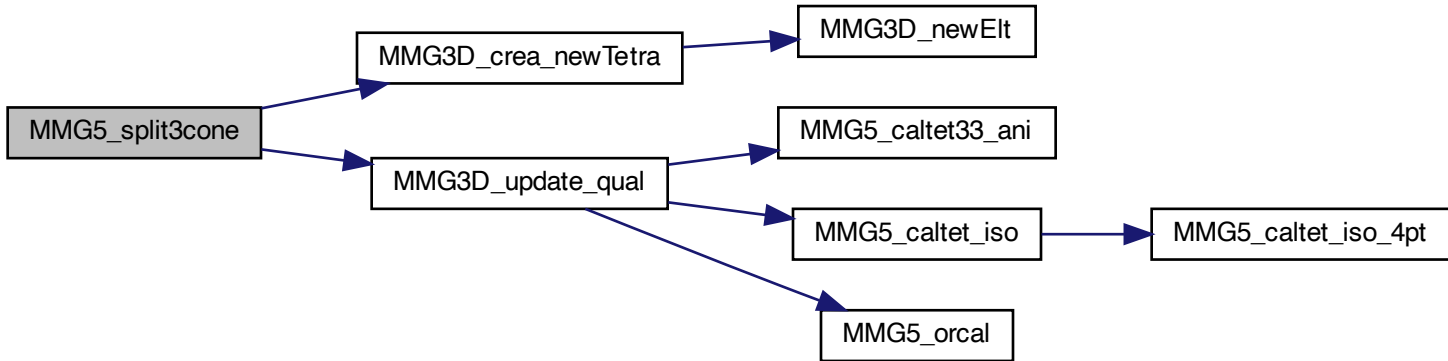 MMG5_split3cone
MMG3D_crea_newTetra
MMG3D_newElt
MMG3D_update_qual
MMG5_caltet33_ani
MMG5_caltet_iso
MMG5_caltet_iso_4pt
MMG5_orcal